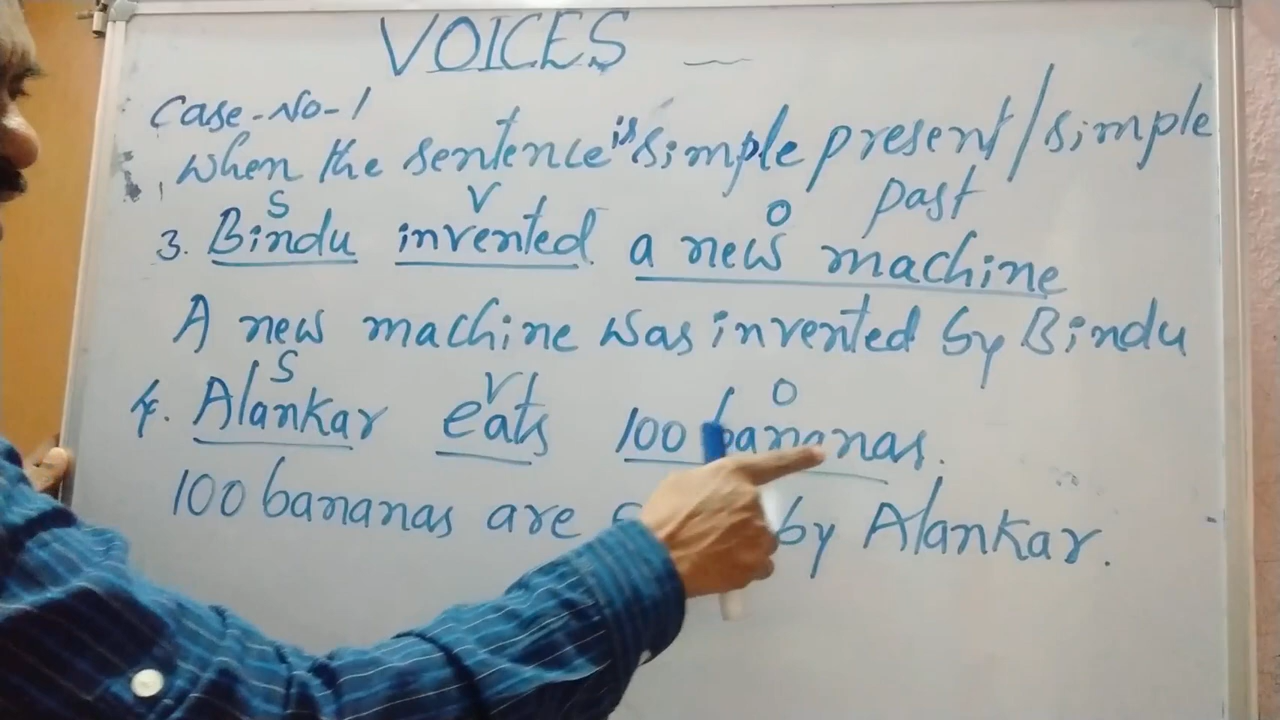 VOICES
Case-No-1
When the sentence is simple present/simple
past
S V O
3. Bindu invented a new machine
A new machine was invented by Bindu
S V O
4. Alankar eats 100 bananas.
100 bananas are by Alankar.